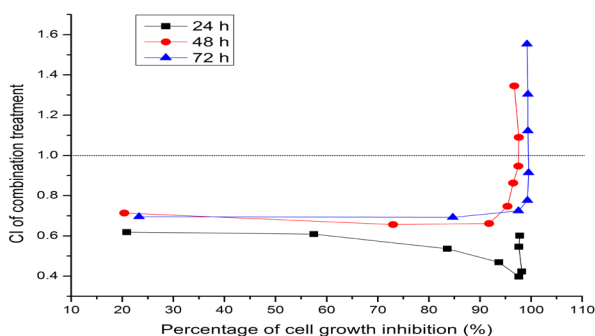 24 h
48 h
72 h
CI of combination treatment
1.6
1.4
1.2
1.0
0.8
0.6
0.4
10 20 30 40 50 60 70 80 90 100 110
Percentage of cell growth inhibition (%)